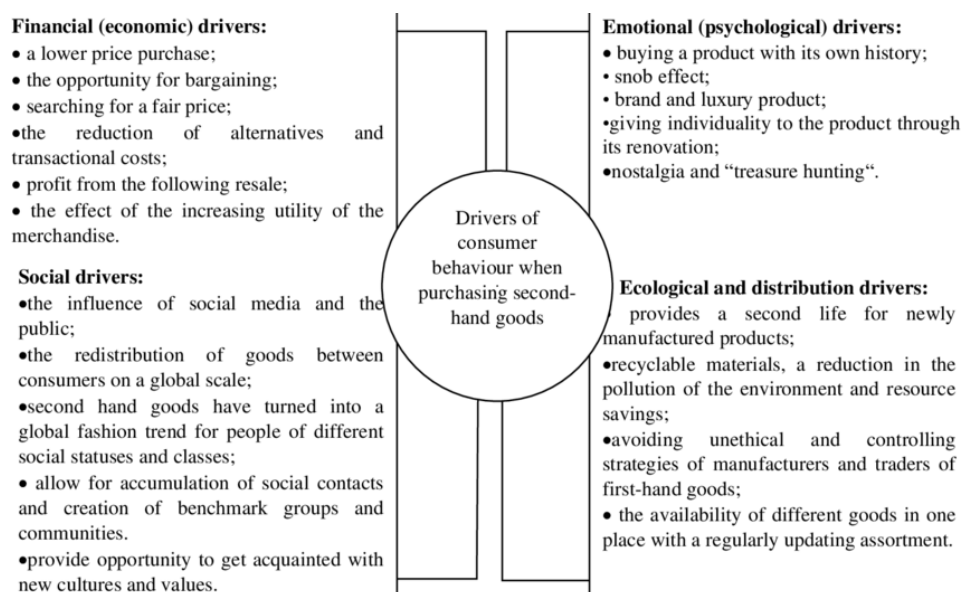 Financial (economic) drivers:
• a lower price purchase;
• the opportunity for bargaining;
• searching for a fair price;
•the reduction of alternatives and
transactional costs;
• profit from the following resale;
• the effect of the increasing utility of the
merchandise.
Social drivers:
•the influence of social media and the
public;
•the redistribution of goods between
consumers on a global scale;
•second hand goods have turned into a
global fashion trend for people of different
social statuses and classes;
• allow for accumulation of social contacts
and creation of benchmark groups and
communities.
•provide opportunity to get acquainted with
new cultures and values.
Drivers of
consumer
behaviour when
purchasing second-
hand goods
Emotional (psychological) drivers:
• buying a product with its own history;
• snob effect;
• brand and luxury product;
•giving individuality to the product through
its renovation;
•nostalgia and “treasure hunting“.
Ecological and distribution drivers:
• provides a second life for newly
manufactured products;
•recyclable materials, a reduction in the
pollution of the environment and resource
savings;
•avoiding unethical and controlling
strategies of manufacturers and traders of
first-hand goods;
• the availability of different goods in one
place with a regularly updating assortment.